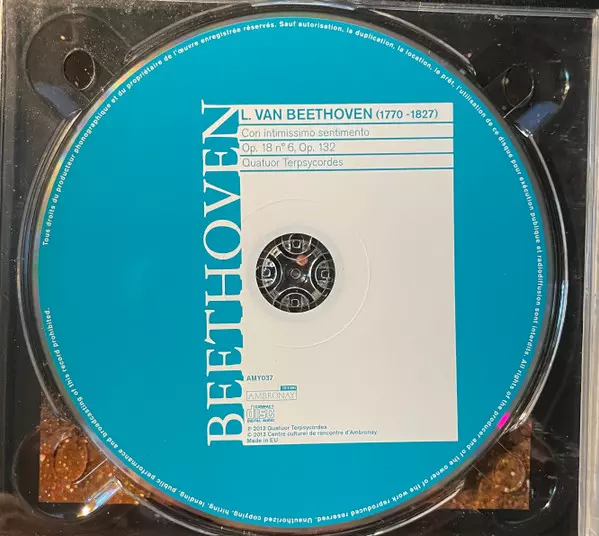 Tous droits du producteur phonographique et du propriétaire de l'œuvre enregistrée réservés. Sauf autorisation, la duplication, la location, le prêt, l'utilisation de ce disque pour exécution publique et radiodiffusion sont interdits. All rights of the producer and of the owner of the work reproduced reserved. Unauthorized copying, hiring, lending, public performance and broadcasting of this record prohibited.
BEETHOVEN
L. VAN BEETHOVEN (1770 -1827)
Con intimissimo sentimento
Op. 18 n° 6, Op. 132
Quatuor Terpsycordes
AMY037
AMBRONAY
COMPACT
disc
DIGITAL AUDIO
℗ 2013 Quatuor Terpsycordes
© 2013 Centre culturel de rencontre d'Ambronay
Made in EU